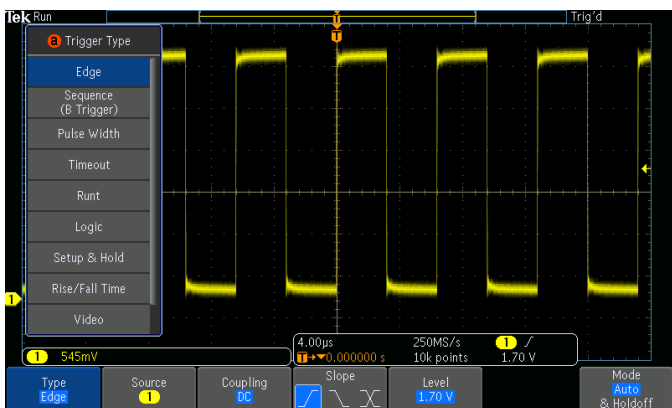 Tek Run Trig'd
T
T
a Trigger Type
Edge
Sequence
(B Trigger)
Pulse Width
Timeout
Runt
Logic
Setup & Hold
Rise/Fall Time
Video
1
1 545mV
4.00µs 250MS/s 1
T→▼0.000000 s 10k points 1.70 V
Type
Edge
Source
1
Coupling
DC
Slope
Level
1.70 V
Mode
Auto
& Holdoff